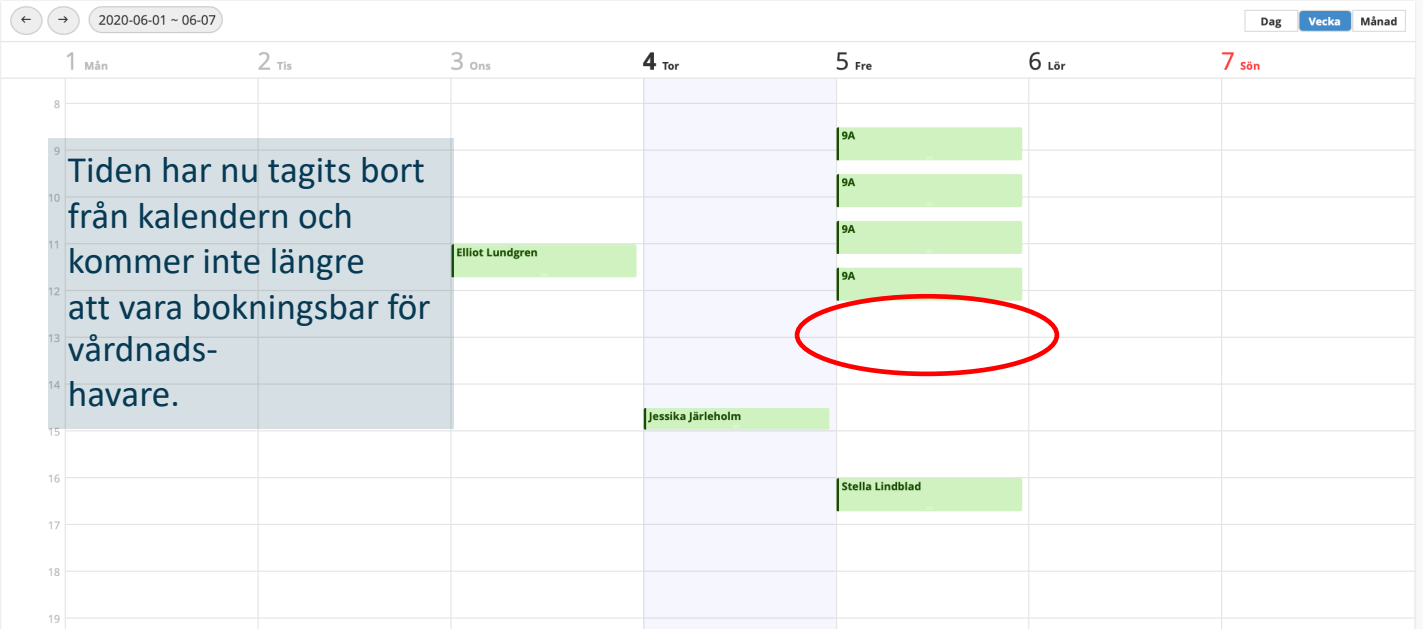 ← → 2020-06-01 ~ 06-07 Dag Vecka Månad
1 Mån 2 Tis 3 Ons 4 Tor 5 Fre 6 Lör 7 Sön
8
9
10
11
12
13
14
15
16
17
18
19
Tiden har nu tagits bort
från kalendern och
kommer inte längre
att vara bokningsbar för
vårdnads-
havare.
Elliot Lundgren
Jessika Järleholm
9A
9A
9A
9A
Stella Lindblad